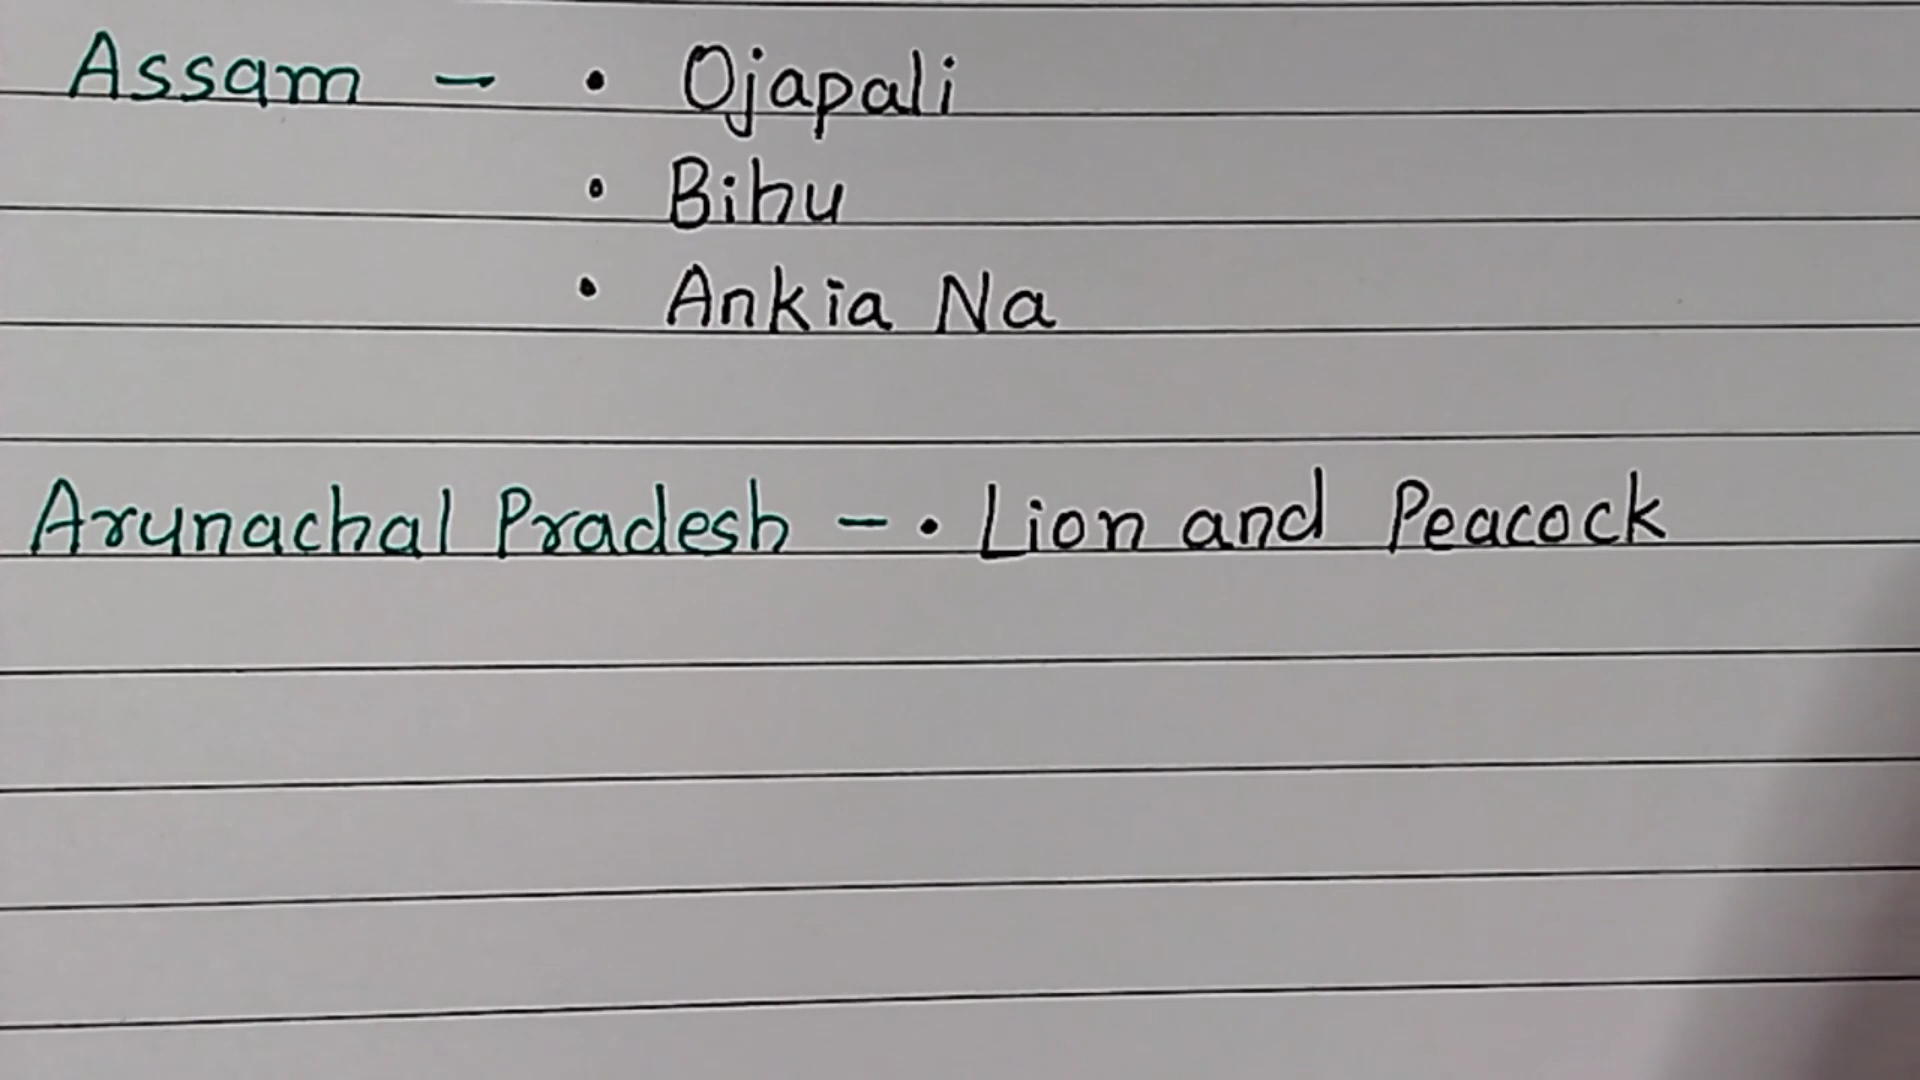 Assam - • Ojapali
• Bihu
• Ankia Na
Arunachal Pradesh - • Lion and Peacock